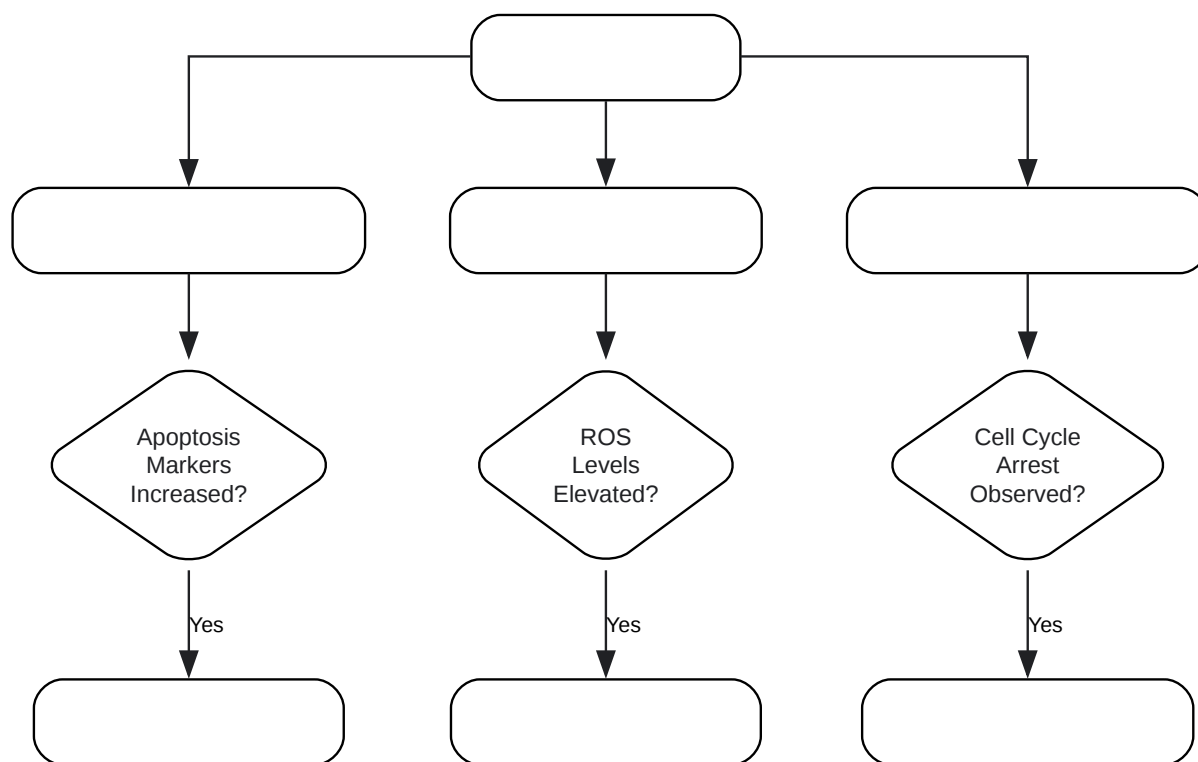 Apoptosis
Markers
Increased?
ROS
Levels
Elevated?
Cell Cycle
Arrest
Observed?
Yes
Yes
Yes